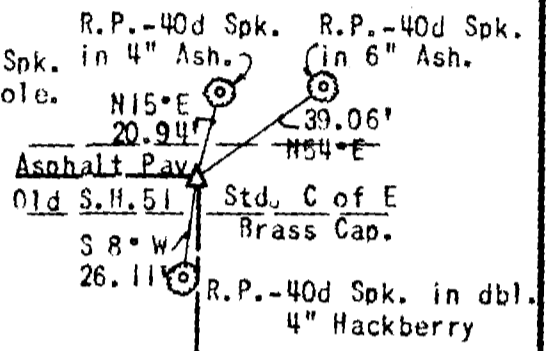 R.P.-40d Spk.
in 4" Ash.
R.P.-40d Spk.
in 6" Ash.
Spk.
ole.
N15°E
20.94'
39.06'
N54°E
Asphalt Pav.
Old S.H.51
Std. C of E
Brass Cap.
S 8° W
26.11'
R.P.-40d Spk. in dbl.
4" Hackberry